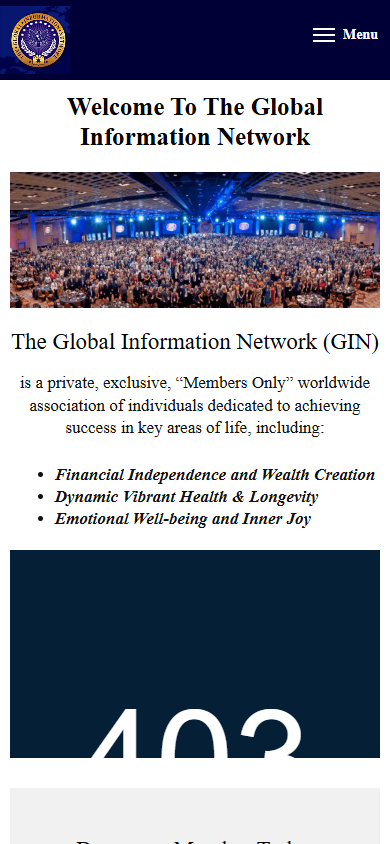 Menu
Welcome To The Global
Information Network
The Global Information Network (GIN)
is a private, exclusive, “Members Only” worldwide
association of individuals dedicated to achieving
success in key areas of life, including:
• Financial Independence and Wealth Creation
• Dynamic Vibrant Health & Longevity
• Emotional Well-being and Inner Joy
403